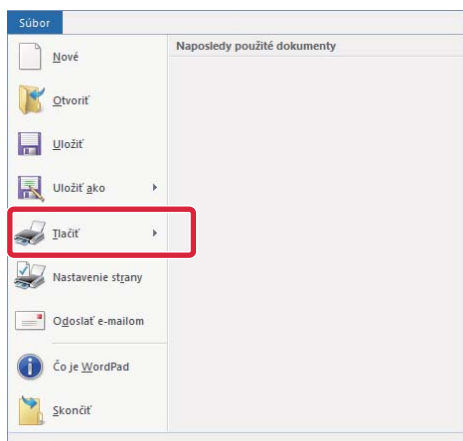 Súbor
Naposledy použité dokumenty
Nové
Otvoriť
Uložiť
Uložiť ako
Tlačiť
Nastavenie strany
Odoslať e-mailom
Čo je WordPad
Skončiť